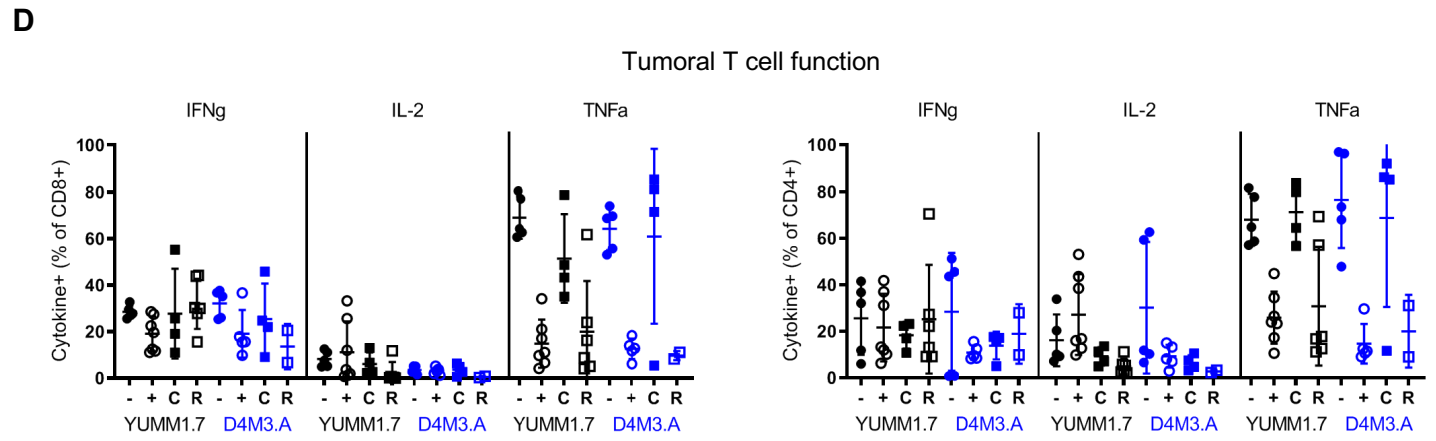 D
Tumoral T cell function
IFNg IL-2 TNFa IFNg IL-2 TNFa
Cytokine+ (% of CD8+)
100
80
60
40
20
0
- + C R - + C R - + C R - + C R - + C R - + C R
YUMM1.7 D4M3.A YUMM1.7 D4M3.A YUMM1.7 D4M3.A
Cytokine+ (% of CD4+)
100
80
60
40
20
0
- + C R - + C R - + C R - + C R - + C R - + C R
YUMM1.7 D4M3.A YUMM1.7 D4M3.A YUMM1.7 D4M3.A